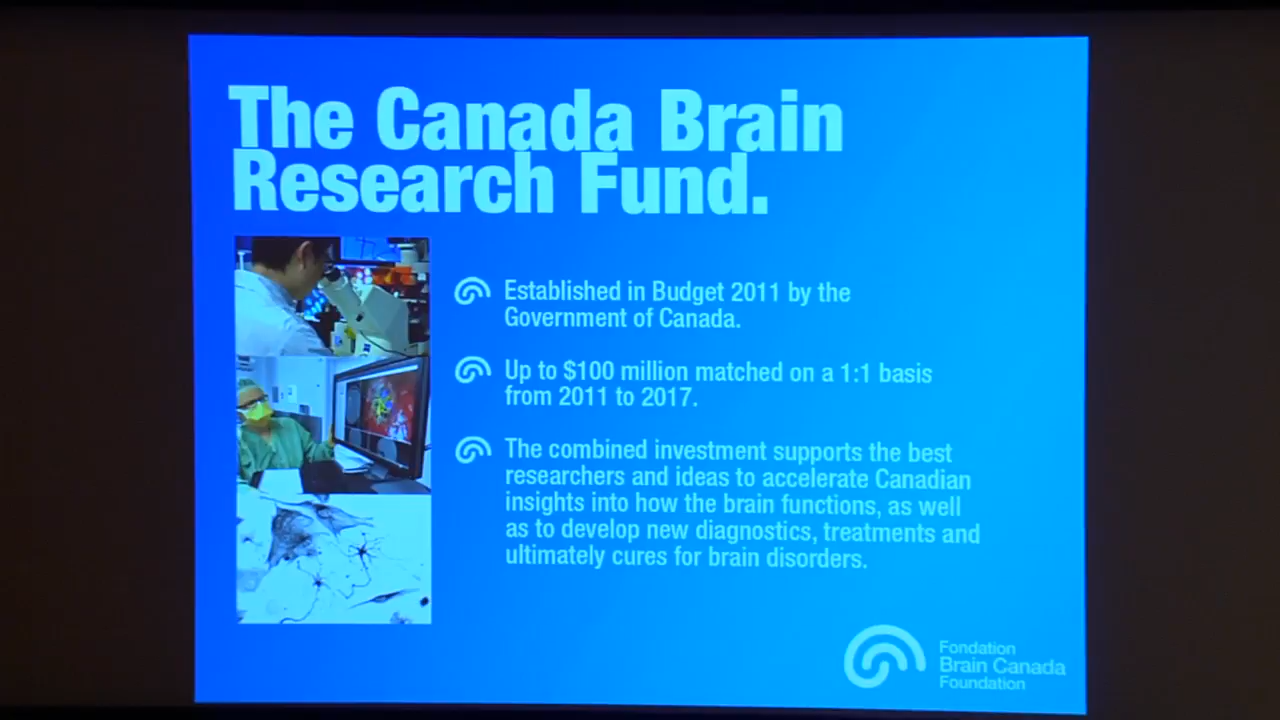 The Canada Brain
Research Fund.
Established in Budget 2011 by the
Government of Canada.
Up to $100 million matched on a 1:1 basis
from 2011 to 2017.
The combined investment supports the best
researchers and ideas to accelerate Canadian
insights into how the brain functions, as well
as to develop new diagnostics, treatments and
ultimately cures for brain disorders.
Fondation
Brain Canada
Foundation